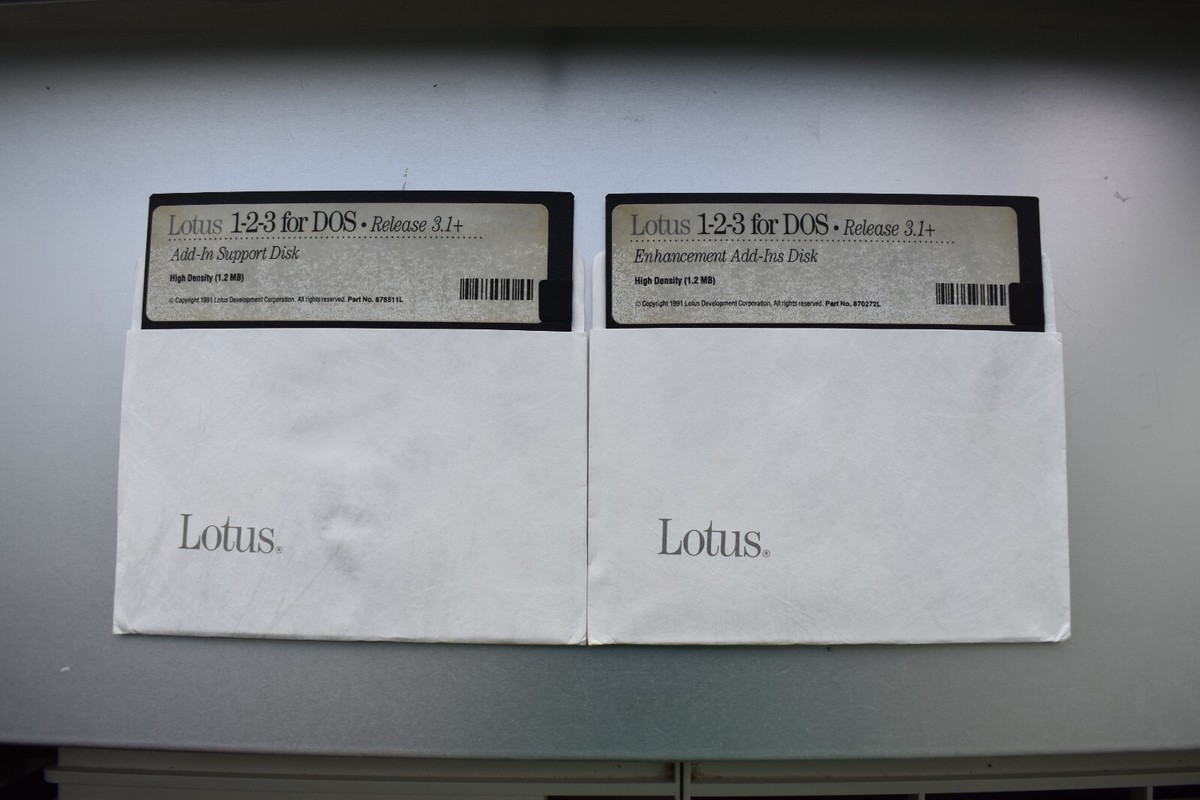 Lotus 1-2-3 for DOS • Release 3.1+
Add-In Support Disk
High Density (1.2 MB)
© Copyright 1991 Lotus Development Corporation. All rights reserved. Part No. 876511L
Lotus®
Lotus 1-2-3 for DOS • Release 3.1+
Enhancement Add-Ins Disk
High Density (1.2 MB)
© Copyright 1991 Lotus Development Corporation. All rights reserved. Part No. 870272L
Lotus®